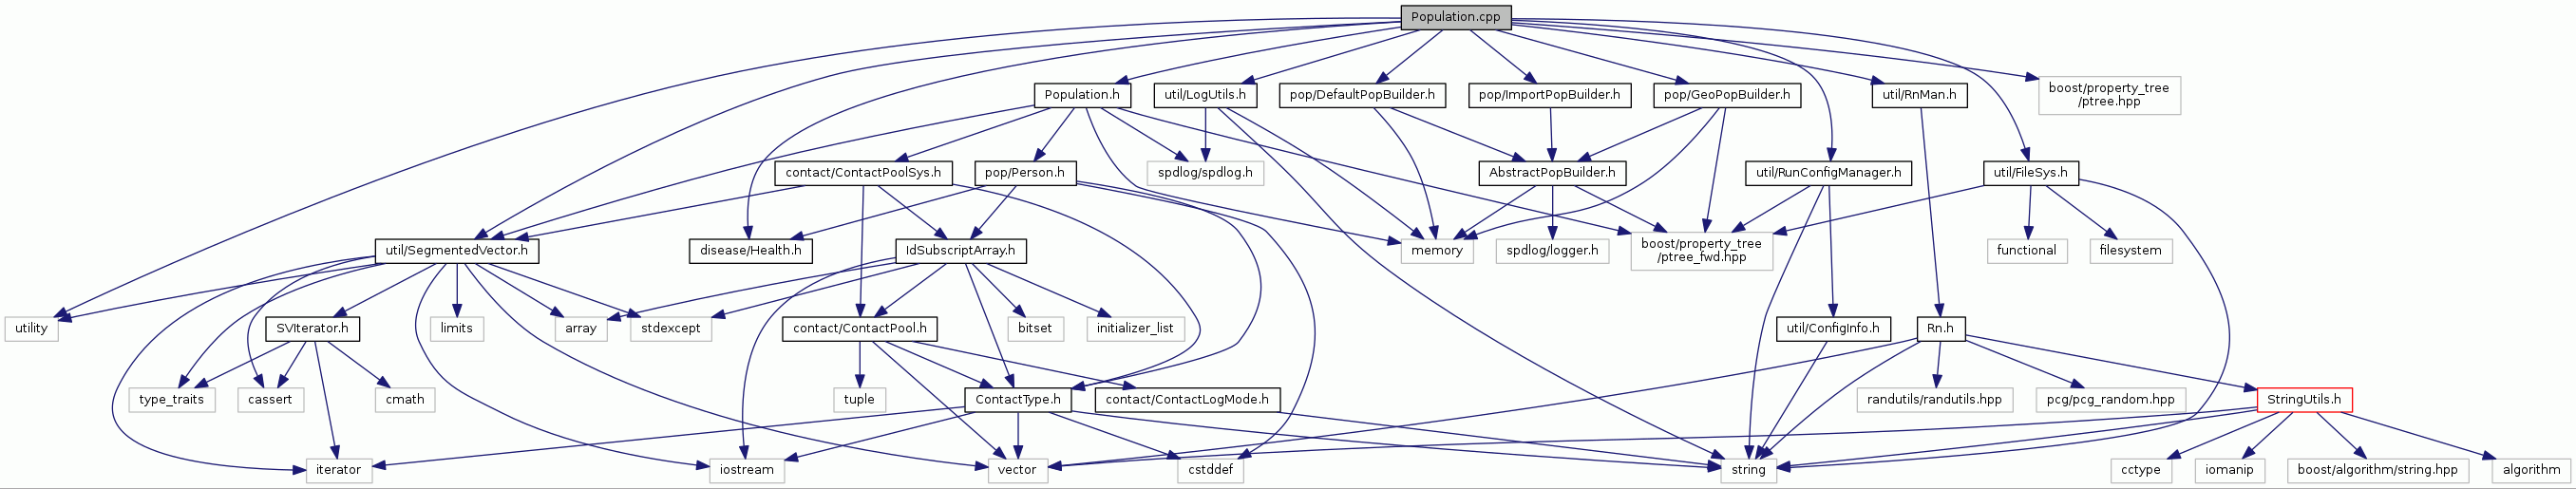 Population.cpp
boost/property_tree
/ptree.hpp
Population.h
util/LogUtils.h
pop/DefaultPopBuilder.h
pop/ImportPopBuilder.h
pop/GeoPopBuilder.h
util/RnMan.h
contact/ContactPoolSys.h
pop/Person.h
spdlog/spdlog.h
AbstractPopBuilder.h
util/RunConfigManager.h
util/FileSys.h
util/SegmentedVector.h
disease/Health.h
IdSubscriptArray.h
memory
spdlog/logger.h
boost/property_tree
/ptree_fwd.hpp
functional
filesystem
utility
SVIterator.h
limits
array
stdexcept
contact/ContactPool.h
bitset
initializer_list
util/ConfigInfo.h
Rn.h
type_traits
cassert
cmath
tuple
ContactType.h
contact/ContactLogMode.h
randutils/randutils.hpp
pcg/pcg_random.hpp
StringUtils.h
iterator
iostream
vector
cstddef
string
cctype
iomanip
boost/algorithm/string.hpp
algorithm